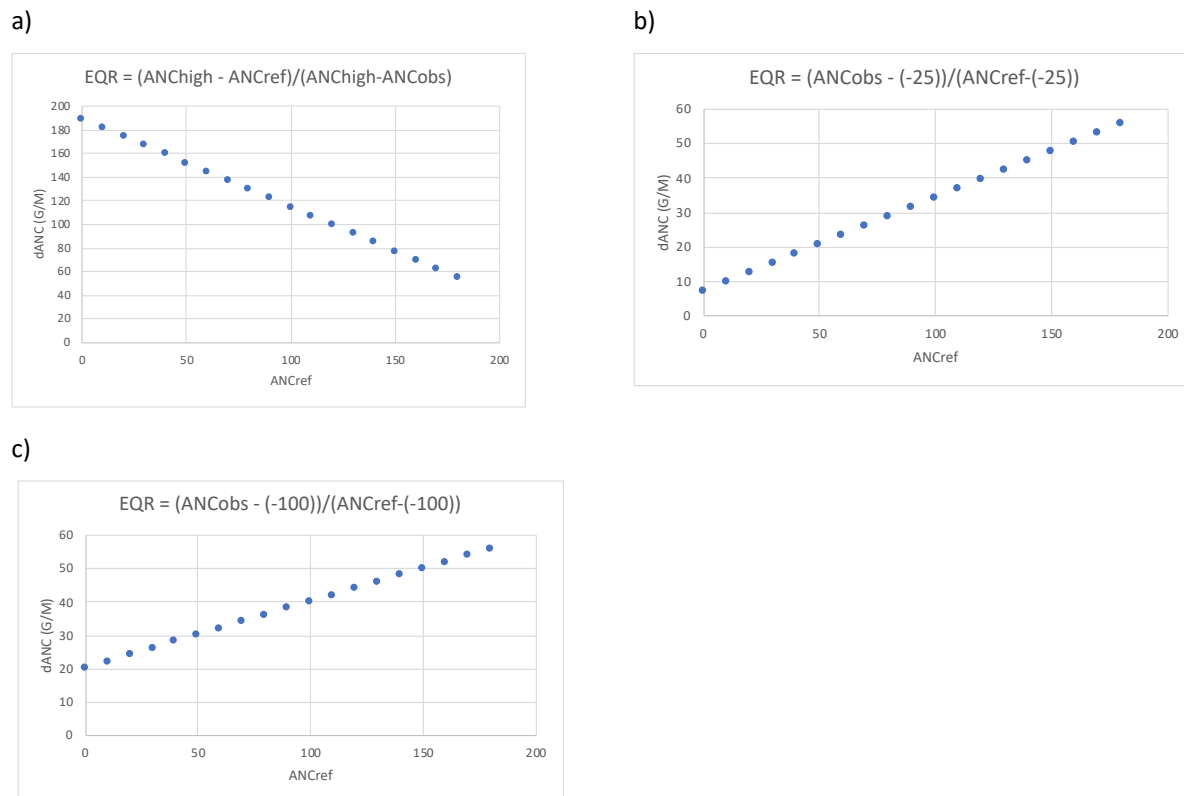 a)
EQR = (ANChigh - ANCref)/(ANChigh-ANCobs)
200
180
160
140
120
100
80
60
40
20
0
dANC (G/M)
0 50 100 150 200
ANCref
b)
EQR = (ANCobs - (-25))/(ANCref-(-25))
60
50
40
30
20
10
0
dANC (G/M)
0 50 100 150 200
ANCref
c)
EQR = (ANCobs - (-100))/(ANCref-(-100))
60
50
40
30
20
10
0
dANC (G/M)
0 50 100 150 200
ANCref